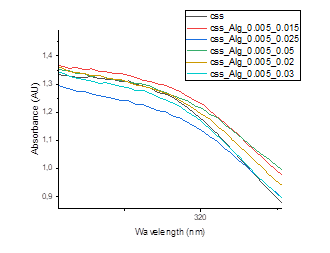 css
css_Alg_0.005_0.015
css_Alg_0.005_0.025
css_Alg_0.005_0.05
css_Alg_0.005_0.02
css_Alg_0.005_0.03
1,4
1,3
1,2
1,1
1,0
0,9
Absorbance (AU)
320
Wavelength (nm)